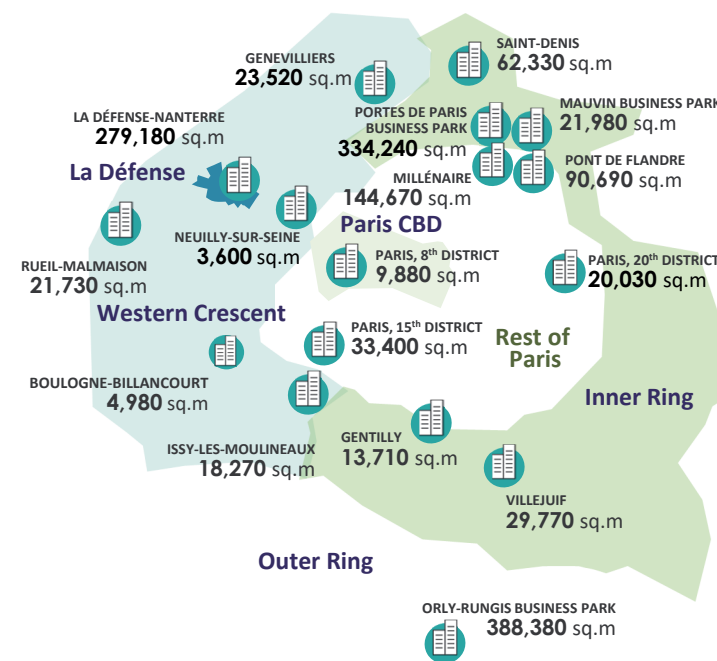 SAINT-DENIS
62,330 sq.m
GENEVILLIERS
23,520 sq.m
MAUVIN BUSINESS PARK
21,980 sq.m
LA DÉFENSE-NANTERRE
279,180 sq.m
PORTES DE PARIS
BUSINESS PARK
334,240 sq.m
La Défense
MILLÉNAIRE
144,670 sq.m
PONT DE FLANDRE
90,690 sq.m
Paris CBD
NEUILLY-SUR-SEINE
3,600 sq.m
RUEIL-MALMAISON
21,730 sq.m
PARIS, 8th DISTRICT
9,880 sq.m
PARIS, 20th DISTRICT
20,030 sq.m
Western Crescent
PARIS, 15th DISTRICT
33,400 sq.m
Rest of
Paris
BOULOGNE-BILLANCOURT
4,980 sq.m
Inner Ring
ISSY-LES-MOULINEAUX
18,270 sq.m
GENTILLY
13,710 sq.m
VILLEJUIF
29,770 sq.m
Outer Ring
ORLY-RUNGIS BUSINESS PARK
388,380 sq.m